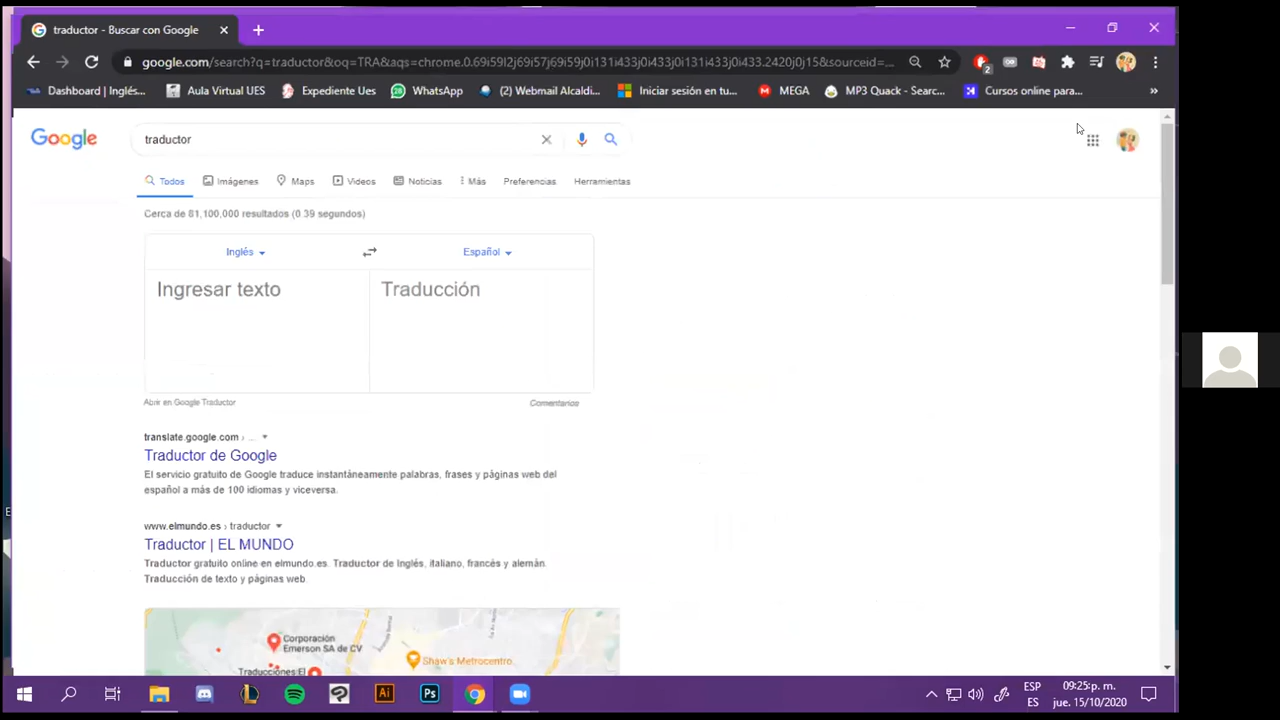 traductor - Buscar con Google
google.com/search?q=traductor&oq=TRA&aqs=chrome.0.69i59l2j69i57j69i59j0i131i433j0i433j0i131i433j0i433.2420j0j15&sourceid=...
2
Dashboard | Inglés...
Aula Virtual UES
Expediente Ues
WhatsApp
(2) Webmail Alcaldi...
Iniciar sesión en tu...
MEGA
MP3 Quack - Searc...
Cursos online para...
»
Google
traductor
Todos
Imágenes
Maps
Videos
Noticias
Más
Preferencias
Herramientas
Cerca de 81,100,000 resultados (0.39 segundos)
Inglés
Español
Ingresar texto
Traducción
Abrir en Google Traductor
Comentarios
translate.google.com › ...
Traductor de Google
El servicio gratuito de Google traduce instantáneamente palabras, frases y páginas web del
español a más de 100 idiomas y viceversa.
www.elmundo.es › traductor
Traductor | EL MUNDO
Traductor gratuito online en elmundo.es. Traductor de Inglés, italiano, francés y alemán.
Traducción de texto y páginas web.
Corporación
Emerson SA de CV
Shaw's Metrocentro
Traducciones El
Ai
Ps
ESP
ES
09:25 p. m.
jue. 15/10/2020